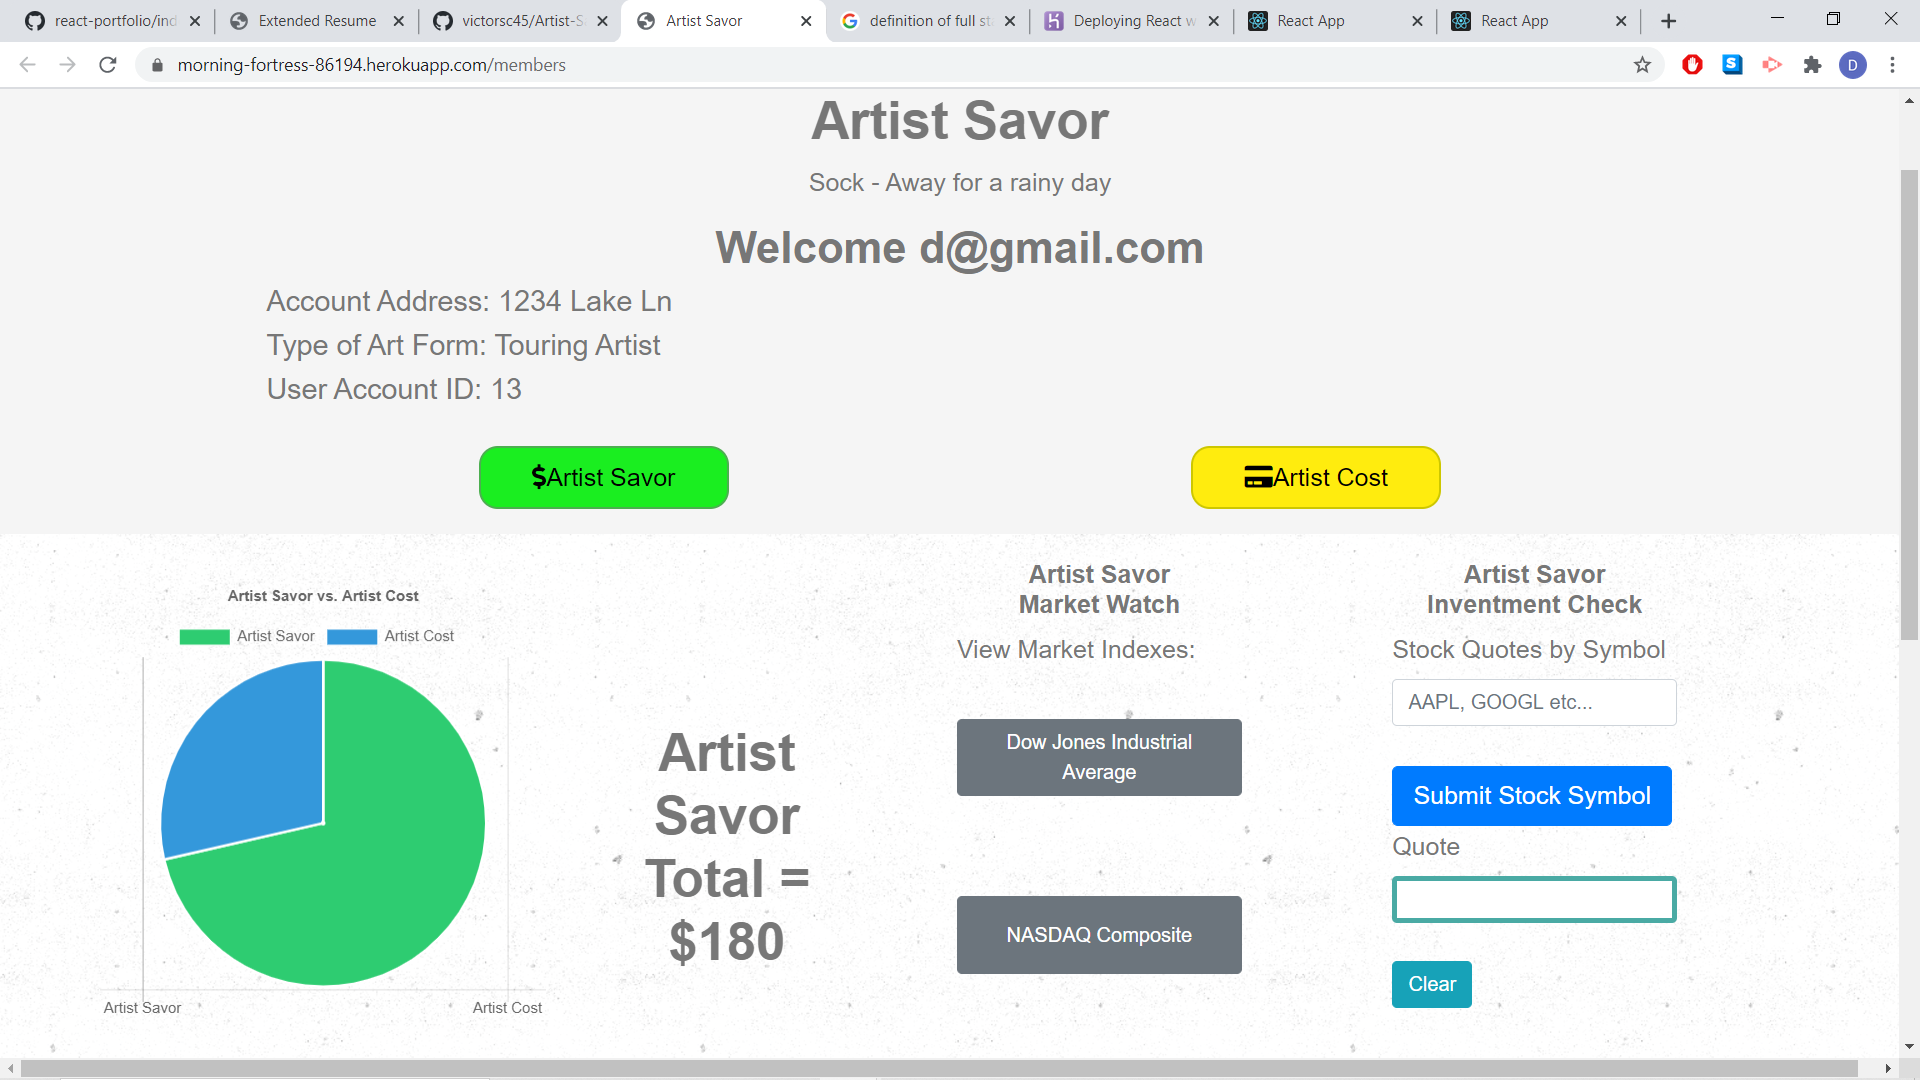 react-portfolio/ind
Extended Resume
victorsc45/Artist-S
Artist Savor
definition of full st
Deploying React w
React App
React App
morning-fortress-86194.herokuapp.com/members
S
D
Artist Savor
Sock - Away for a rainy day
Welcome d@gmail.com
Account Address: 1234 Lake Ln
Type of Art Form: Touring Artist
User Account ID: 13
$Artist Savor
Artist Cost
Artist Savor vs. Artist Cost
Artist Savor
Artist Cost
Artist Savor
Artist Cost
Artist
Savor
Total =
$180
Artist Savor
Market Watch
View Market Indexes:
Dow Jones Industrial
Average
NASDAQ Composite
Artist Savor
Inventment Check
Stock Quotes by Symbol
AAPL, GOOGL etc...
Submit Stock Symbol
Quote
Clear